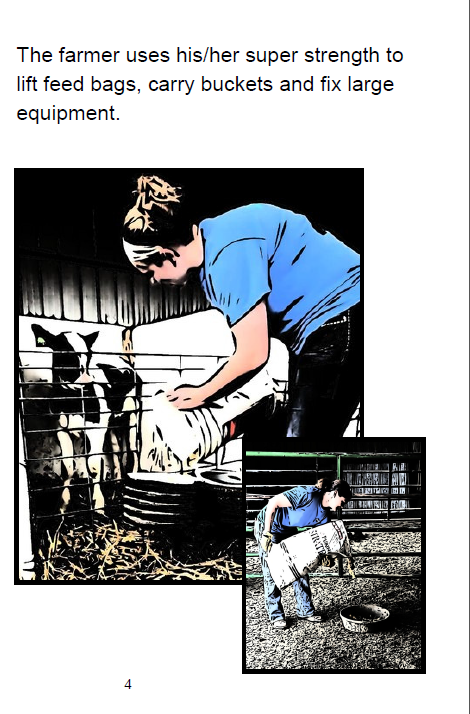 The farmer uses his/her super strength to
lift feed bags, carry buckets and fix large
equipment.
4